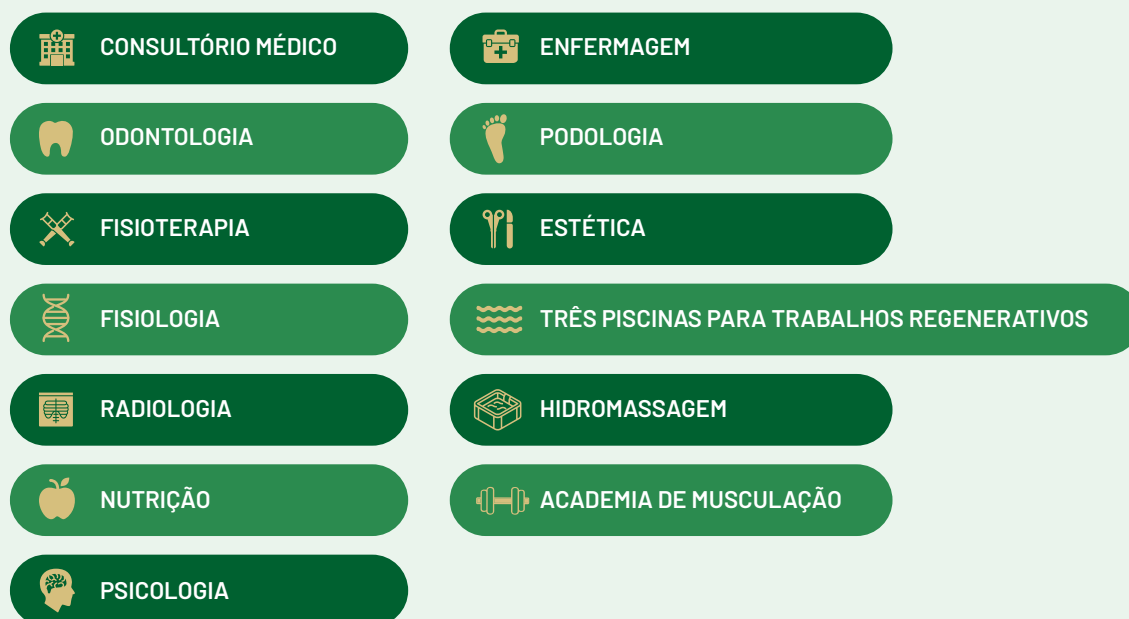 CONSULTÓRIO MÉDICO
ODONTOLOGIA
FISIOTERAPIA
FISIOLOGIA
RADIOLOGIA
NUTRIÇÃO
PSICOLOGIA
ENFERMAGEM
PODOLOGIA
ESTÉTICA
TRÊS PISCINAS PARA TRABALHOS REGENERATIVOS
HIDROMASSAGEM
ACADEMIA DE MUSCULAÇÃO